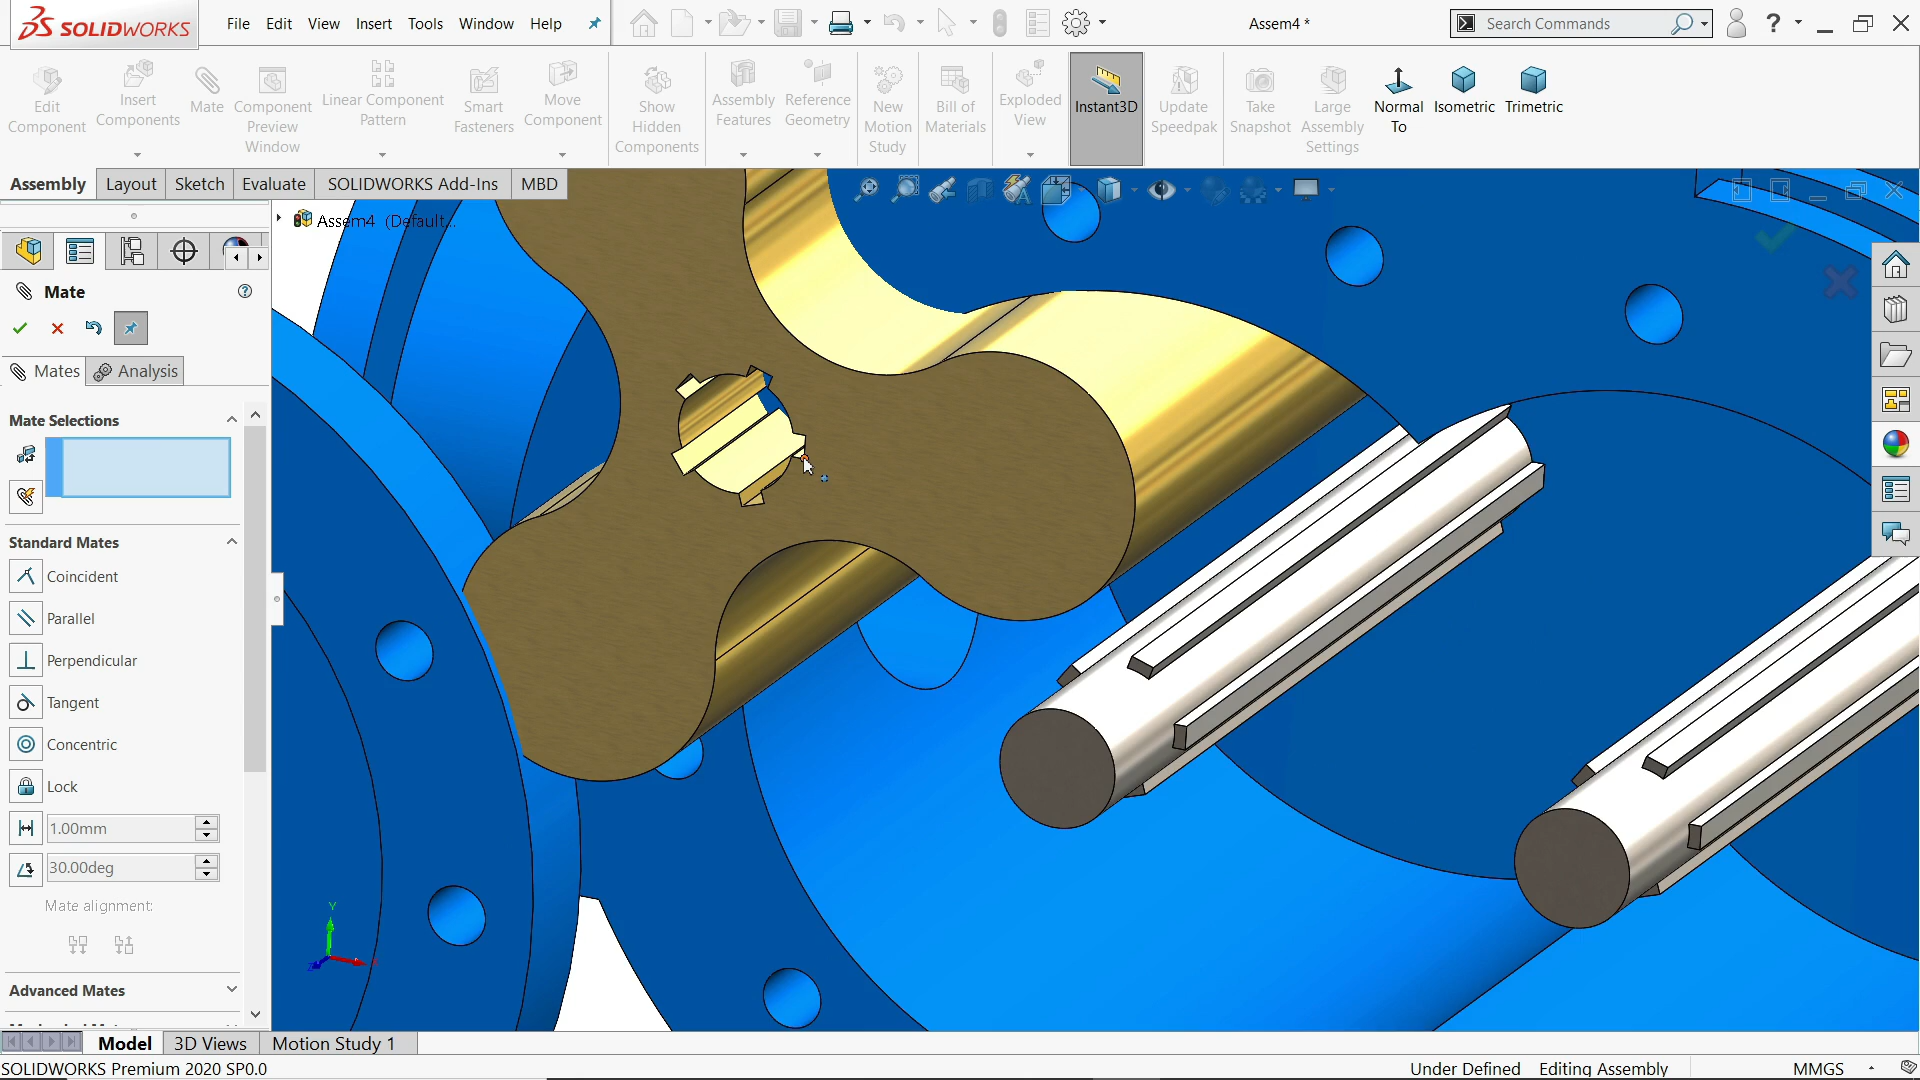 SOLIDWORKS
File Edit View Insert Tools Window Help
Assem4 *
Search Commands
Edit Component
Insert Components
Mate
Component Preview Window
Linear Component Pattern
Smart Fasteners
Move Component
Show Hidden Components
Assembly Features
Reference Geometry
New Motion Study
Bill of Materials
Exploded View
Instant3D
Update Speedpak
Take Snapshot
Large Assembly Settings
Normal To
Isometric
Trimetric
Assembly Layout Sketch Evaluate SOLIDWORKS Add-Ins MBD
Assem4 (Default...
Mate
Mates Analysis
Mate Selections
Standard Mates
Coincident
Parallel
Perpendicular
Tangent
Concentric
Lock
1.00mm
30.00deg
Mate alignment:
Advanced Mates
Y
Model 3D Views Motion Study 1
SOLIDWORKS Premium 2020 SP0.0
Under Defined Editing Assembly MMGS